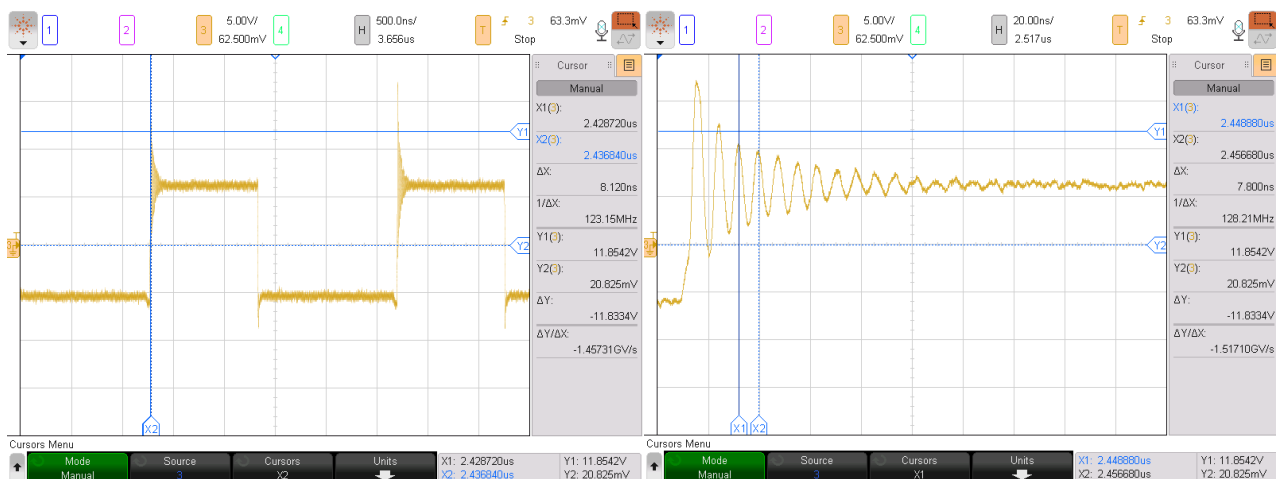 1
2
3
5.00V/
62.500mV
4
H
500.0ns/
3.656us
T
3
63.3mV
Stop
Cursor
Manual
X1(3):
2.428720us
X2(3):
2.436840us
ΔX:
8.120ns
1/ΔX:
123.15MHz
Y1(3):
11.8542V
Y2(3):
20.825mV
ΔY:
-11.8334V
ΔY/ΔX:
-1.45731GV/s
Y1
Y2
T
3
X2
Cursors Menu
Mode
Manual
Source
3
Cursors
X2
Units
X1: 2.428720us
X2: 2.436840us
Y1: 11.8542V
Y2: 20.825mV
1
2
3
5.00V/
62.500mV
4
H
20.00ns/
2.517us
T
3
63.3mV
Stop
Cursor
Manual
X1(3):
2.448880us
X2(3):
2.456680us
ΔX:
7.800ns
1/ΔX:
128.21MHz
Y1(3):
11.8542V
Y2(3):
20.825mV
ΔY:
-11.8334V
ΔY/ΔX:
-1.51710GV/s
Y1
Y2
T
3
X1 X2
Cursors Menu
Mode
Manual
Source
3
Cursors
X1
Units
X1: 2.448880us
X2: 2.456680us
Y1: 11.8542V
Y2: 20.825mV